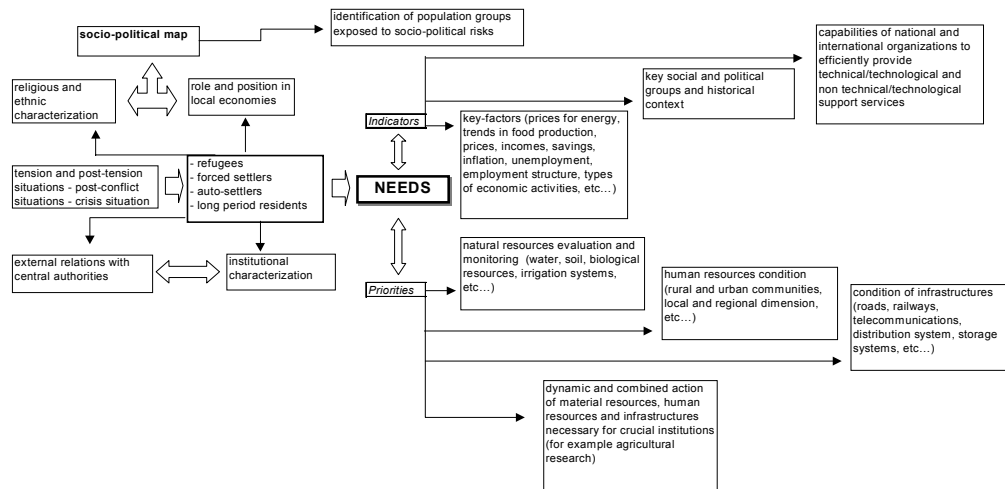 socio-political map
identification of population groups
exposed to socio-political risks
capabilities of national and
international organizations to
efficiently provide
technical/technological and
non technical/technological
support services
religious and
ethnic
characterization
role and position in
local economies
key social and political
groups and historical
context
Indicators
key-factors (prices for energy,
trends in food production,
prices, incomes, savings,
inflation, unemployment,
employment structure, types
of economic activities, etc…)
tension and post-tension
situations - post-conflict
situations - crisis situation
- refugees
- forced settlers
- auto-settlers
- long period residents
NEEDS
external relations with
central authorities
institutional
characterization
natural resources evaluation and
monitoring (water, soil, biological
resources, irrigation systems,
etc…)
Priorities
human resources condition
(rural and urban communities,
local and regional dimension,
etc…)
condition of infrastructures
(roads, railways,
telecommunications,
distribution system, storage
systems, etc…)
dynamic and combined action
of material resources, human
resources and infrastructures
necessary for crucial institutions
(for example agricultural
research)